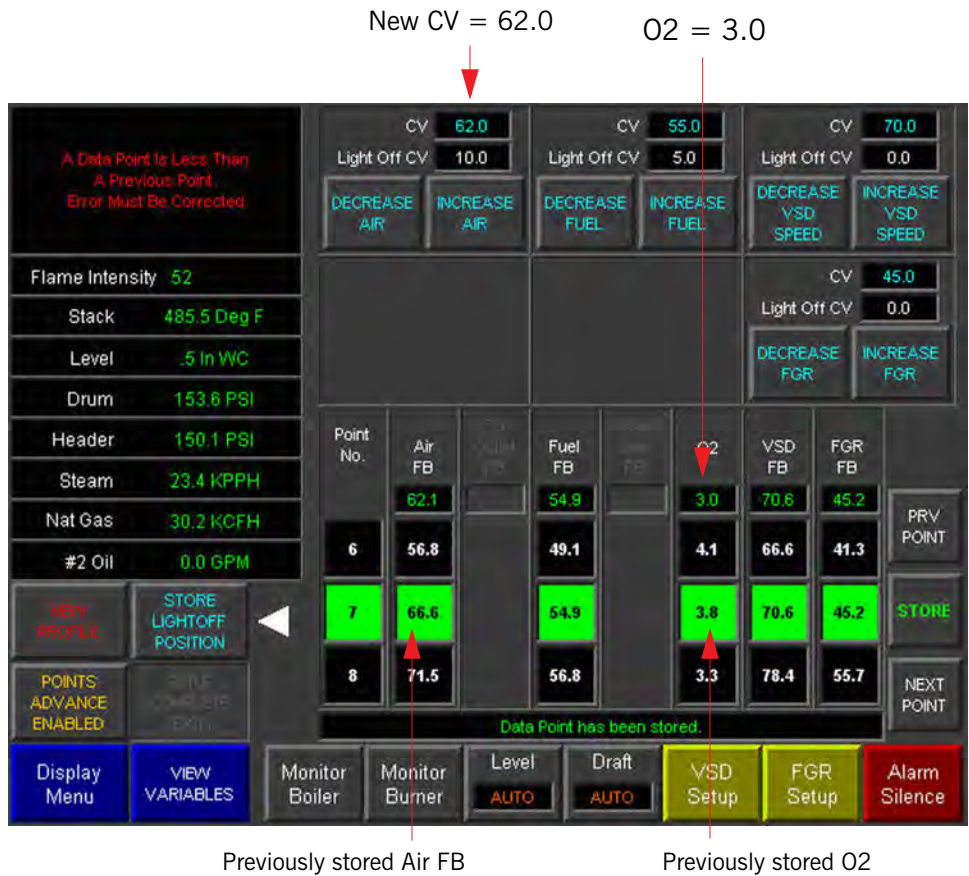 New CV = 62.0
O2 = 3.0
A Data Point Is Less Than
A Previous Point
Error Must Be Corrected
CV 62.0
Light Off CV 10.0
DECREASE AIR
INCREASE AIR
CV 55.0
Light Off CV 5.0
DECREASE FUEL
INCREASE FUEL
CV 70.0
Light Off CV 0.0
DECREASE VSD SPEED
INCREASE VSD SPEED
CV 45.0
Light Off CV 0.0
DECREASE FGR
INCREASE FGR
Flame Intensity 52
Stack 485.5 Deg F
Level .5 In WC
Drum 153.6 PSI
Header 150.1 PSI
Steam 23.4 KPPH
Nat Gas 30.2 KCFH
#2 Oil 0.0 GPM
NEW PROFILE
STORE LIGHTOFF POSITION
POINTS ADVANCE ENABLED
Point No. Air FB Fuel FB O2 VSD FB FGR FB
62.1 54.9 3.0 70.6 45.2
6 56.8 49.1 4.1 66.6 41.3
7 66.6 54.9 3.8 70.6 45.2
8 71.5 56.8 3.3 78.4 55.7
PRV POINT
STORE
NEXT POINT
Data Point has been stored.
Display Menu
VIEW VARIABLES
Monitor Boiler
Monitor Burner
Level AUTO
Draft AUTO
VSD Setup
FGR Setup
Alarm Silence
Previously stored Air FB
Previously stored O2